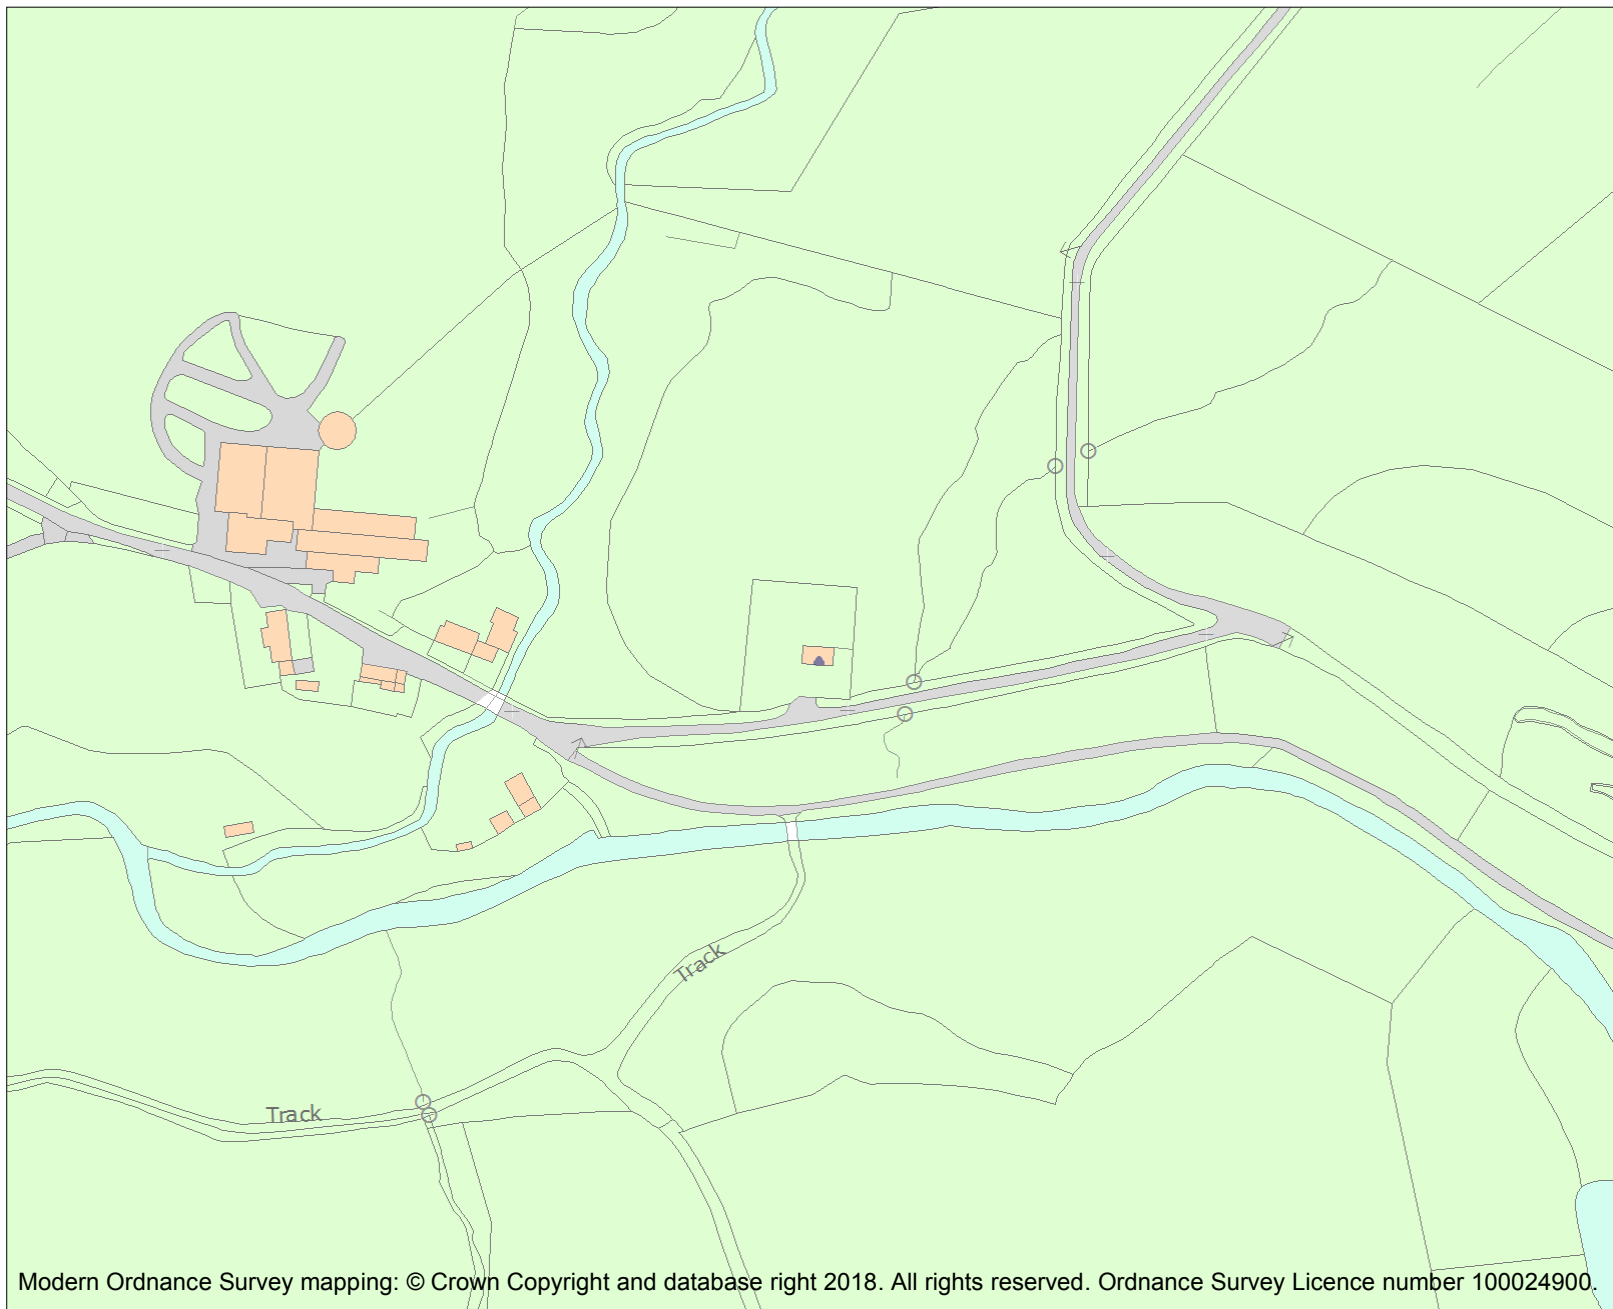 Track
Track
Modern Ordnance Survey mapping: © Crown Copyright and database right 2018. All rights reserved. Ordnance Survey Licence number 100024900.